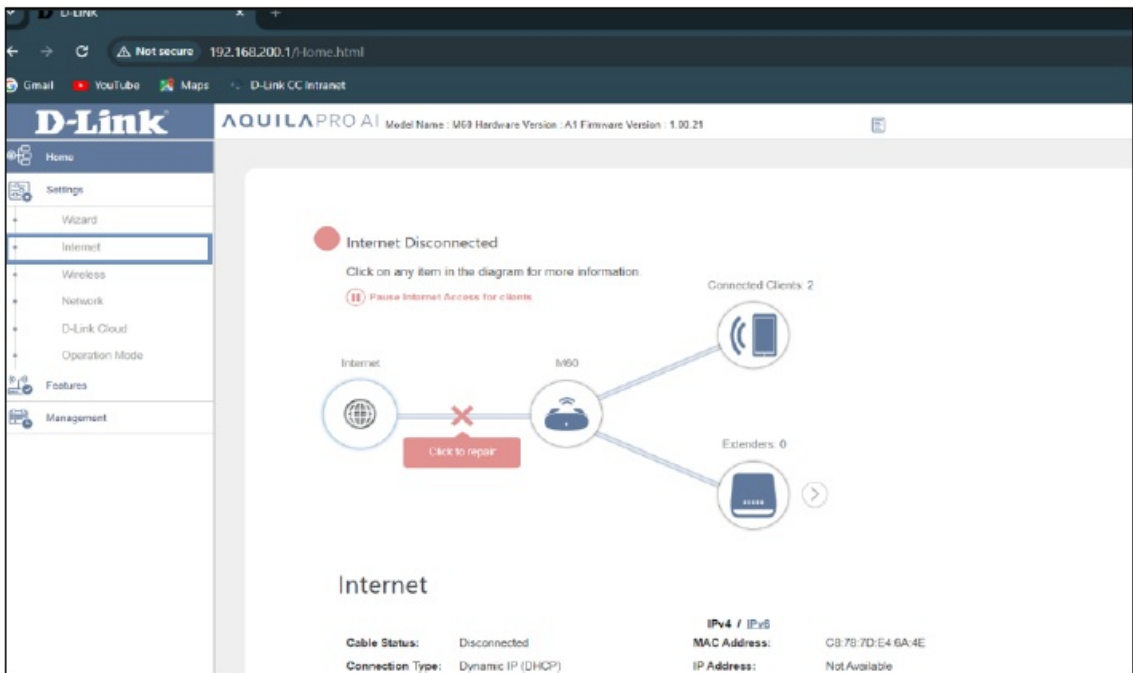 D-LINK
Not secure 192.168.200.1/Home.html
Gmail YouTube Maps D-Link CC Intranet
D-Link
AQUILA PRO AI Model Name : M60 Hardware Version : A1 Firmware Version : 1.00.21
Home
Settings
Wizard
Internet
Wireless
Network
D-Link Cloud
Operation Mode
Features
Management
Internet Disconnected
Click on any item in the diagram for more information.
Pause Internet Access for clients
Connected Clients: 2
Internet
M60
Click to repair
Extenders: 0
Internet
IPv4 / IPv6
Cable Status: Disconnected
MAC Address: C8:78:7D:E4:6A:4E
Connection Type: Dynamic IP (DHCP)
IP Address: Not Available